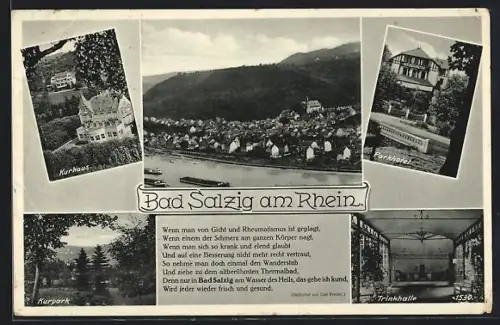 Kurhaus
Parkhotel
Bad Salzig am Rhein
Wenn man von Gicht und Rheumatismus ist geplagt,
Wenn einem der Schmerz am ganzen Körper nagt,
Wenn man sich so krank und elend glaubt
Und auf eine Besserung nicht mehr recht vertraut,
So nehme man doch einmal den Wanderstab
Und ziehe zu dem altberühmten Thermalbad,
Denn nur in Bad Salzig am Wasser des Heils, das gebe ich kund,
Wird jeder wieder frisch und gesund.
Kurpark
Trinkhalle
-1530-